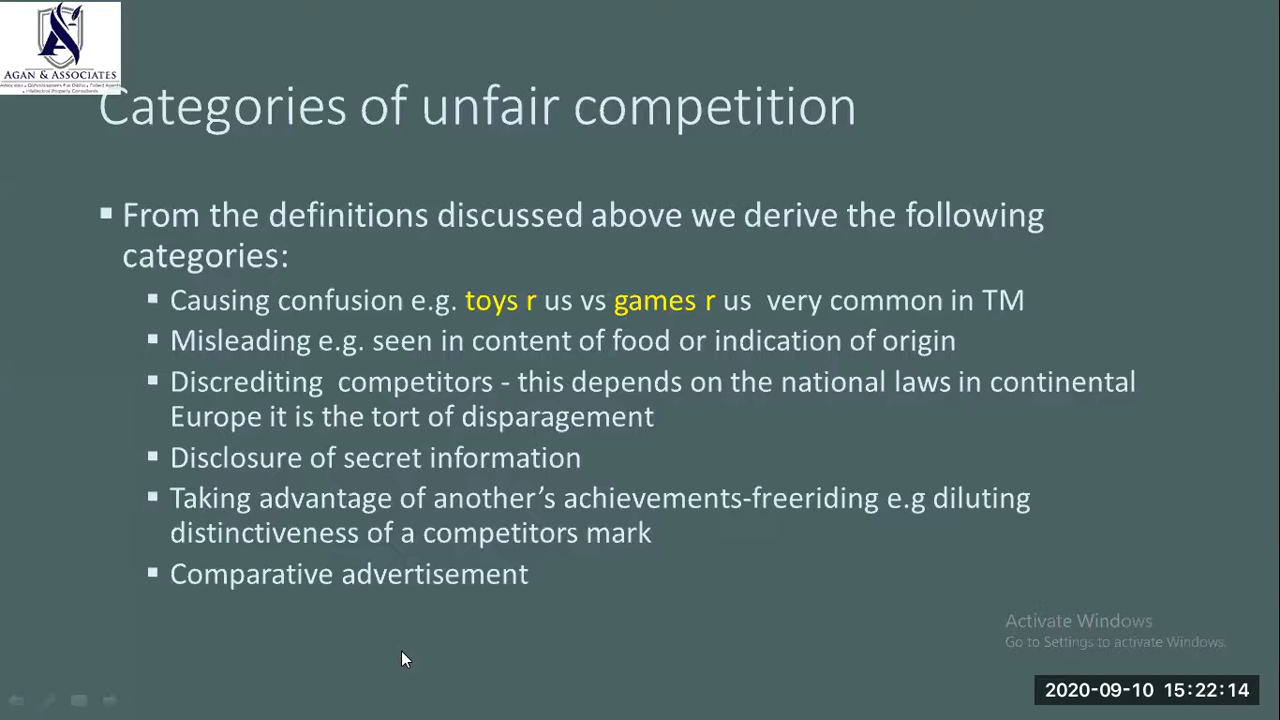 AGAN & ASSOCIATES
Categories of unfair competition
▪ From the definitions discussed above we derive the following
categories:
▪ Causing confusion e.g. toys r us vs games r us very common in TM
▪ Misleading e.g. seen in content of food or indication of origin
▪ Discrediting competitors - this depends on the national laws in continental
Europe it is the tort of disparagement
▪ Disclosure of secret information
▪ Taking advantage of another’s achievements-freeriding e.g diluting
distinctiveness of a competitors mark
▪ Comparative advertisement
Activate Windows
Go to Settings to activate Windows.
2020-09-10 15:22:14